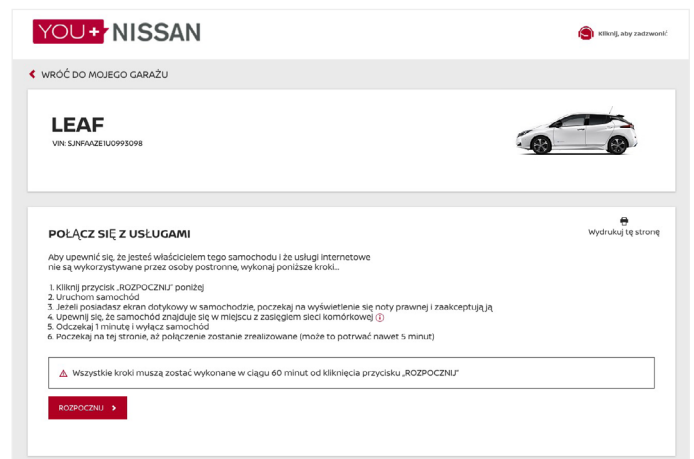 YOU+ NISSAN
Kliknij, aby zadzwonić
WRÓĆ DO MOJEGO GARAŻU
LEAF
VIN: SJNFAAZE1U0993098
POŁĄCZ SIĘ Z USŁUGAMI
Wydrukuj tę stronę
Aby upewnić się, że jesteś właścicielem tego samochodu i że usługi internetowe
nie są wykorzystywane przez osoby postronne, wykonaj poniższe kroki...
1. Kliknij przycisk „ROZPOCZNIJ” poniżej
2. Uruchom samochód
3. Jeżeli posiadasz ekran dotykowy w samochodzie, poczekaj na wyświetlenie się noty prawnej i zaakceptuj ją
4. Upewnij się, że samochód znajduje się w miejscu z zasięgiem sieci komórkowej
5. Odczekaj 1 minutę i wyłącz samochód
6. Poczekaj na tej stronie, aż połączenie zostanie zrealizowane (może to potrwać nawet 5 minut)
Wszystkie kroki muszą zostać wykonane w ciągu 60 minut od kliknięcia przycisku „ROZPOCZNIJ”
ROZPOCZNIJ